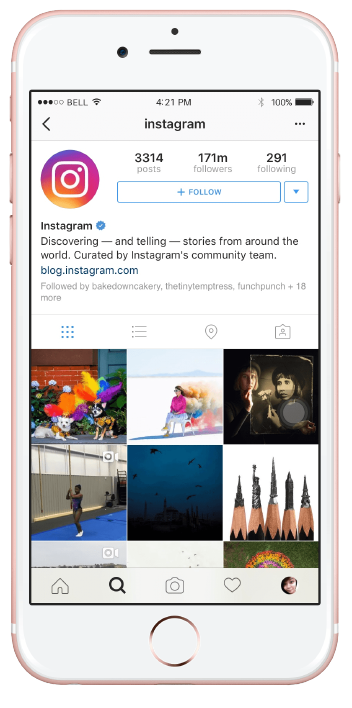 BELL 4:21 PM 100%
instagram
3314 171m 291
posts followers following
+ FOLLOW
Instagram
Discovering — and telling — stories from around the
world. Curated by Instagram's community team.
blog.instagram.com
Followed by bakedowncakery, thetinytemptress, funchpunch + 18
more